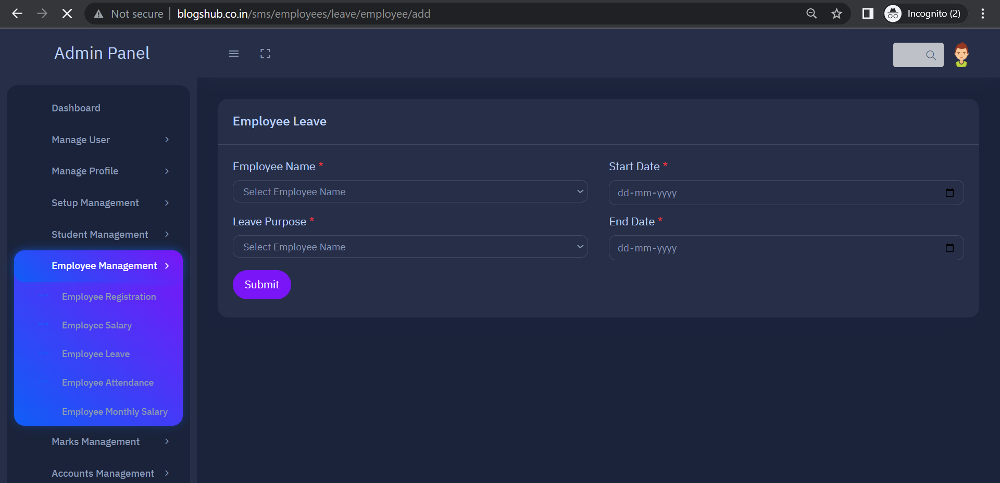 Not secure | blogshub.co.in/sms/employees/leave/employee/add
Incognito (2)
Admin Panel
Dashboard
Manage User
Manage Profile
Setup Management
Student Management
Employee Management
Employee Registration
Employee Salary
Employee Leave
Employee Attendance
Employee Monthly Salary
Marks Management
Accounts Management
Employee Leave
Employee Name *
Select Employee Name
Start Date *
dd-mm-yyyy
Leave Purpose *
Select Employee Name
End Date *
dd-mm-yyyy
Submit